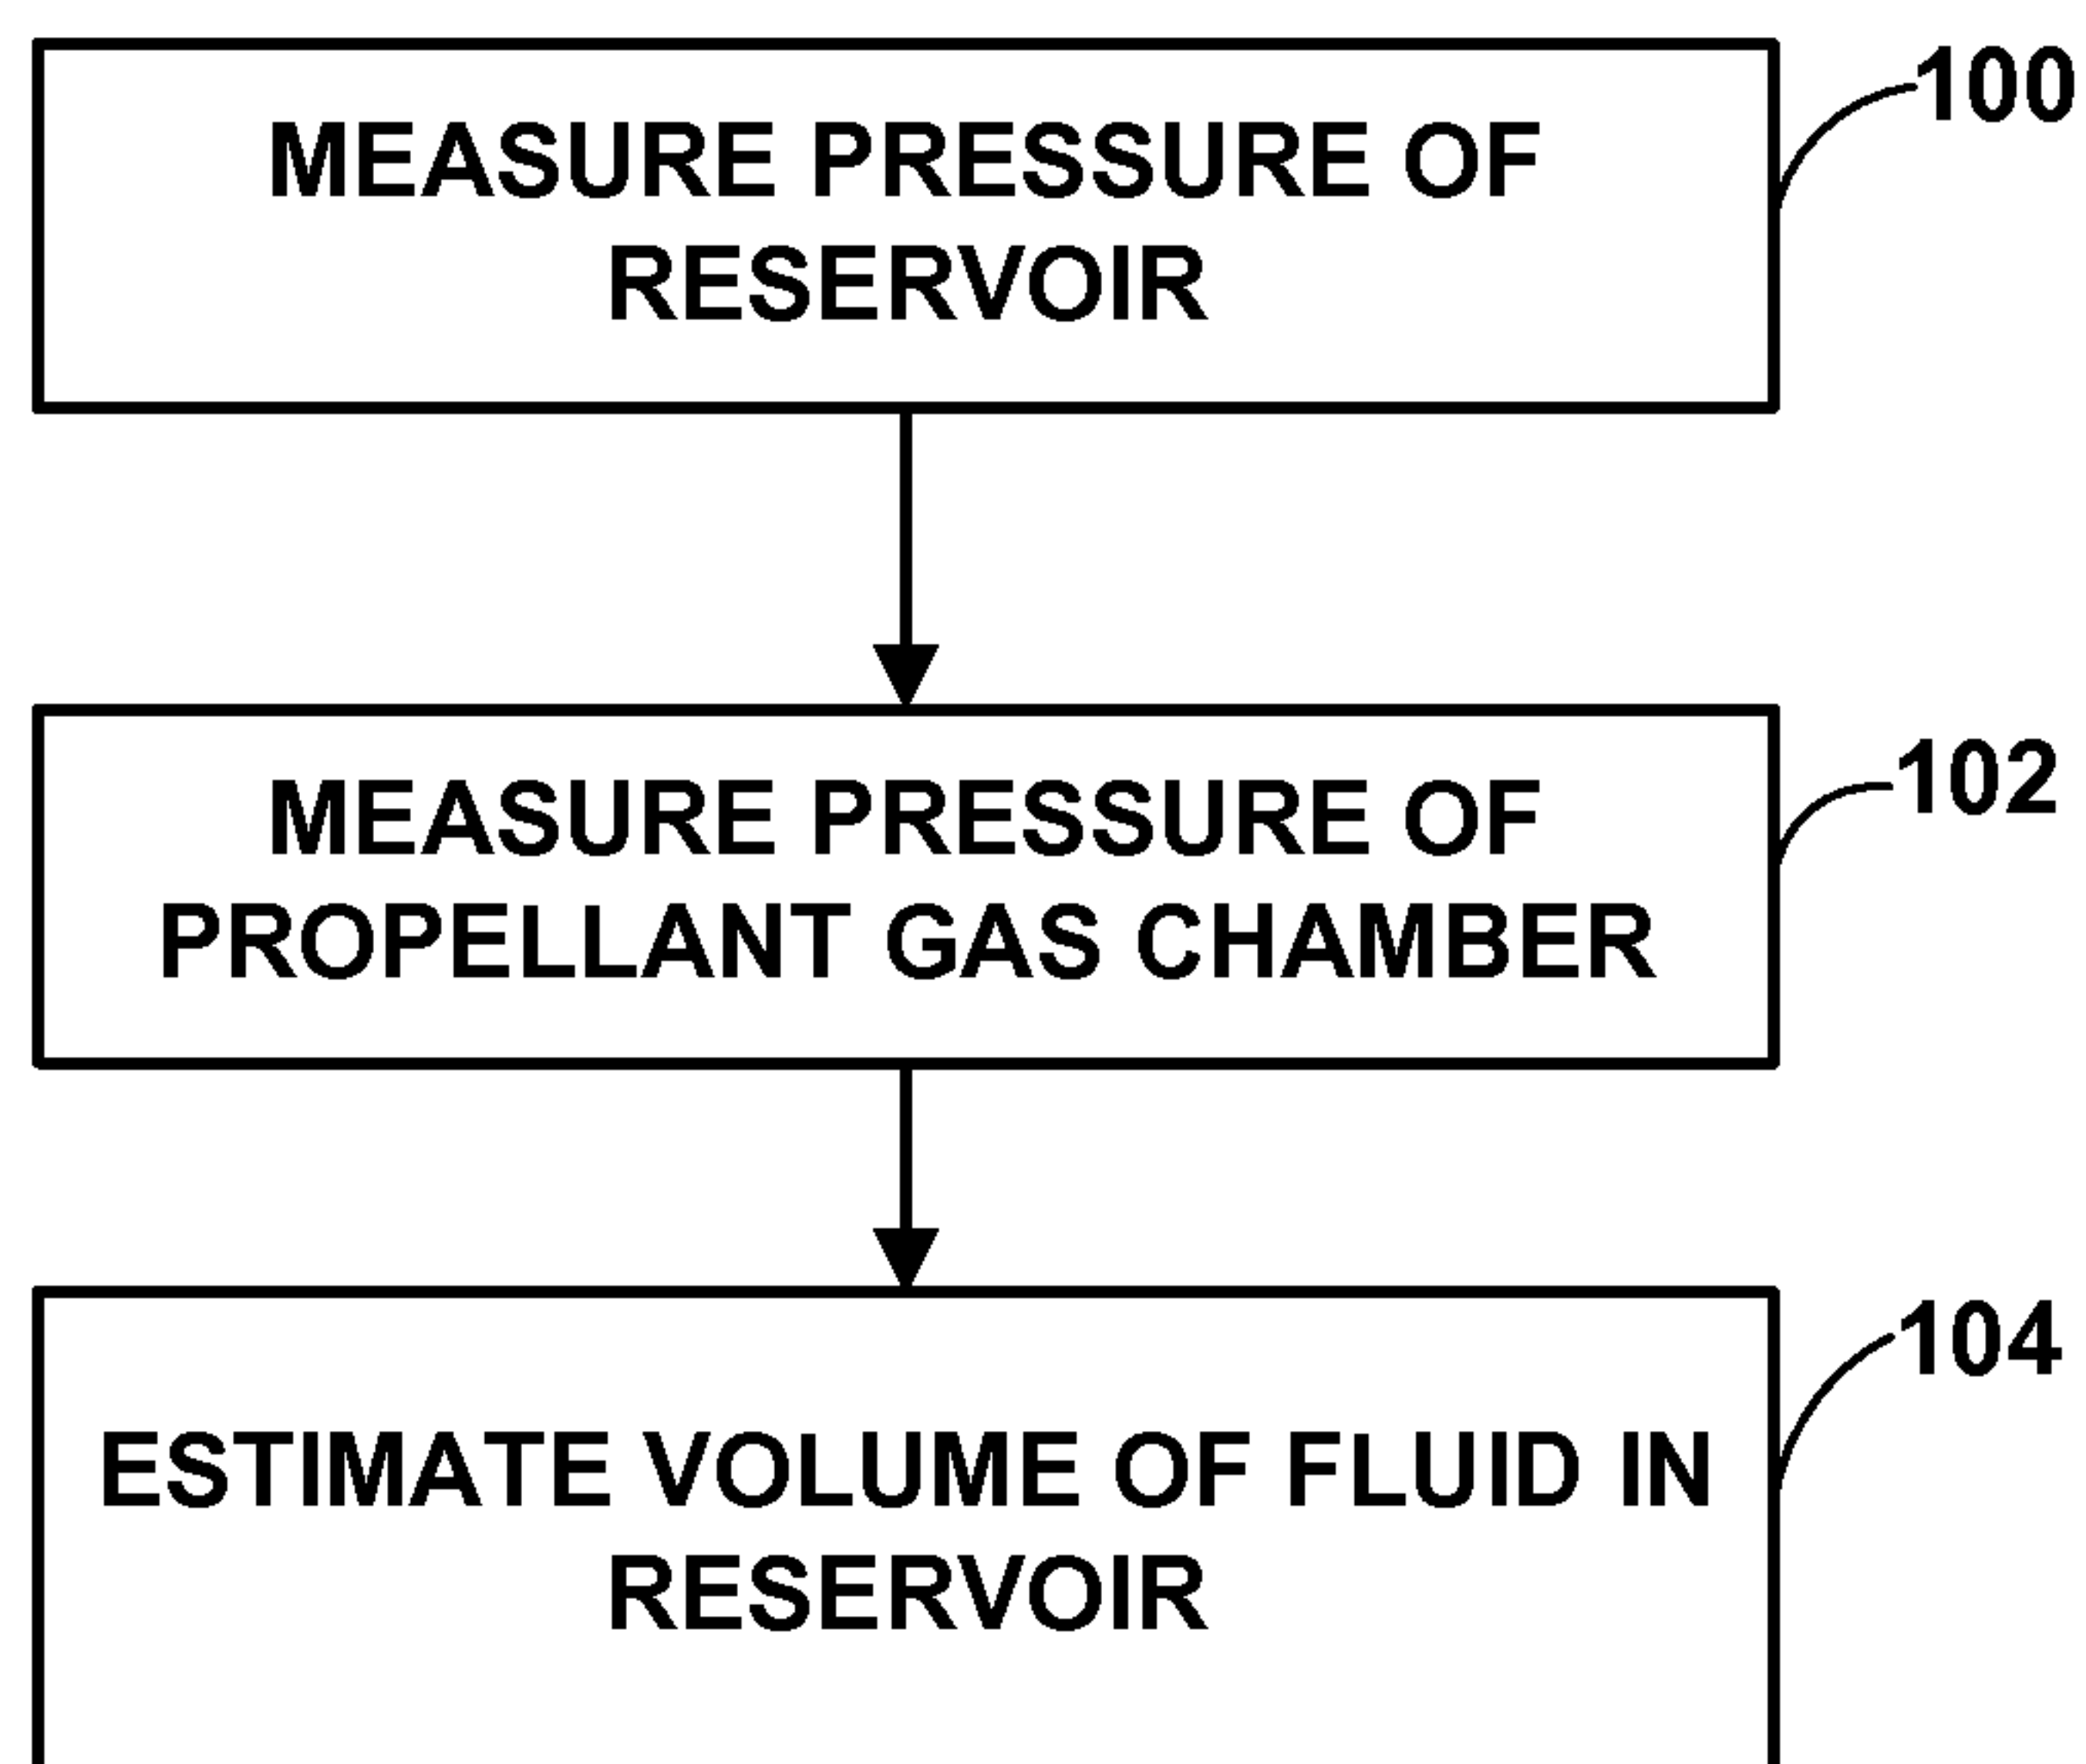 MEASURE PRESSURE OF
RESERVOIR
100
MEASURE PRESSURE OF
PROPELLANT GAS CHAMBER
102
ESTIMATE VOLUME OF FLUID IN
RESERVOIR
104